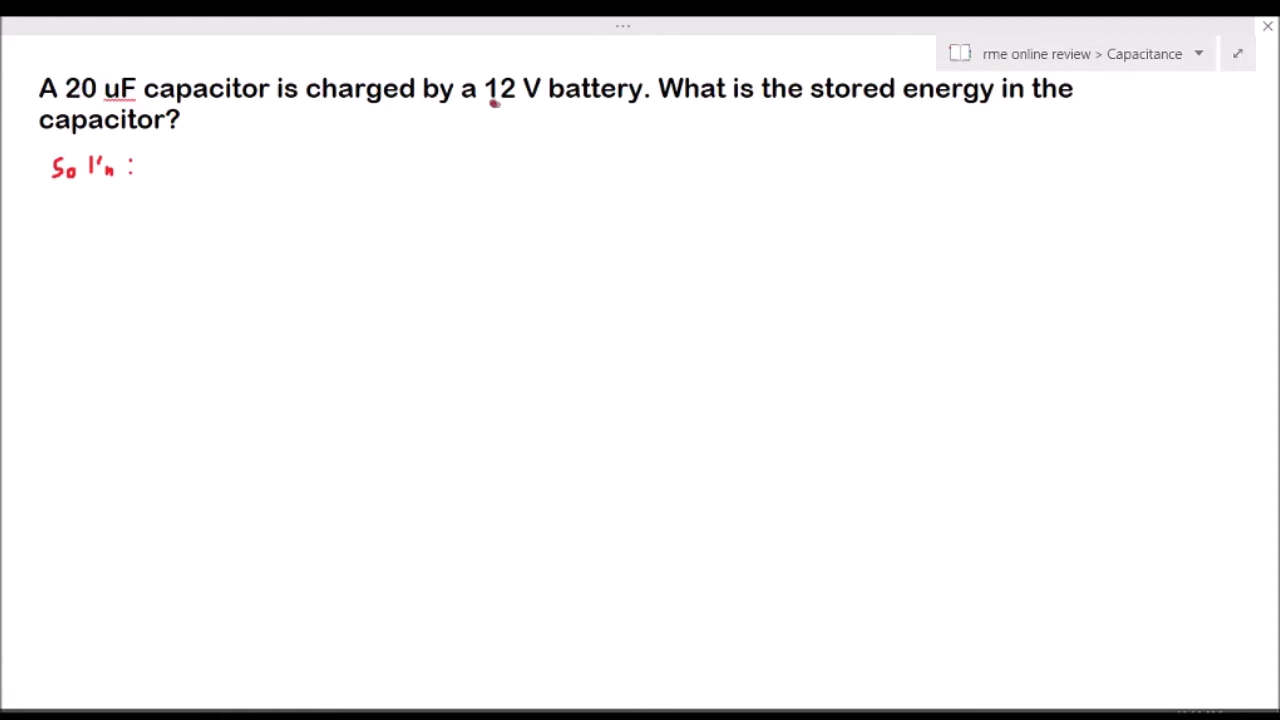 ...
rme online review > Capacitance
A 20 uF capacitor is charged by a 12 V battery. What is the stored energy in the
capacitor?
Sol'n :